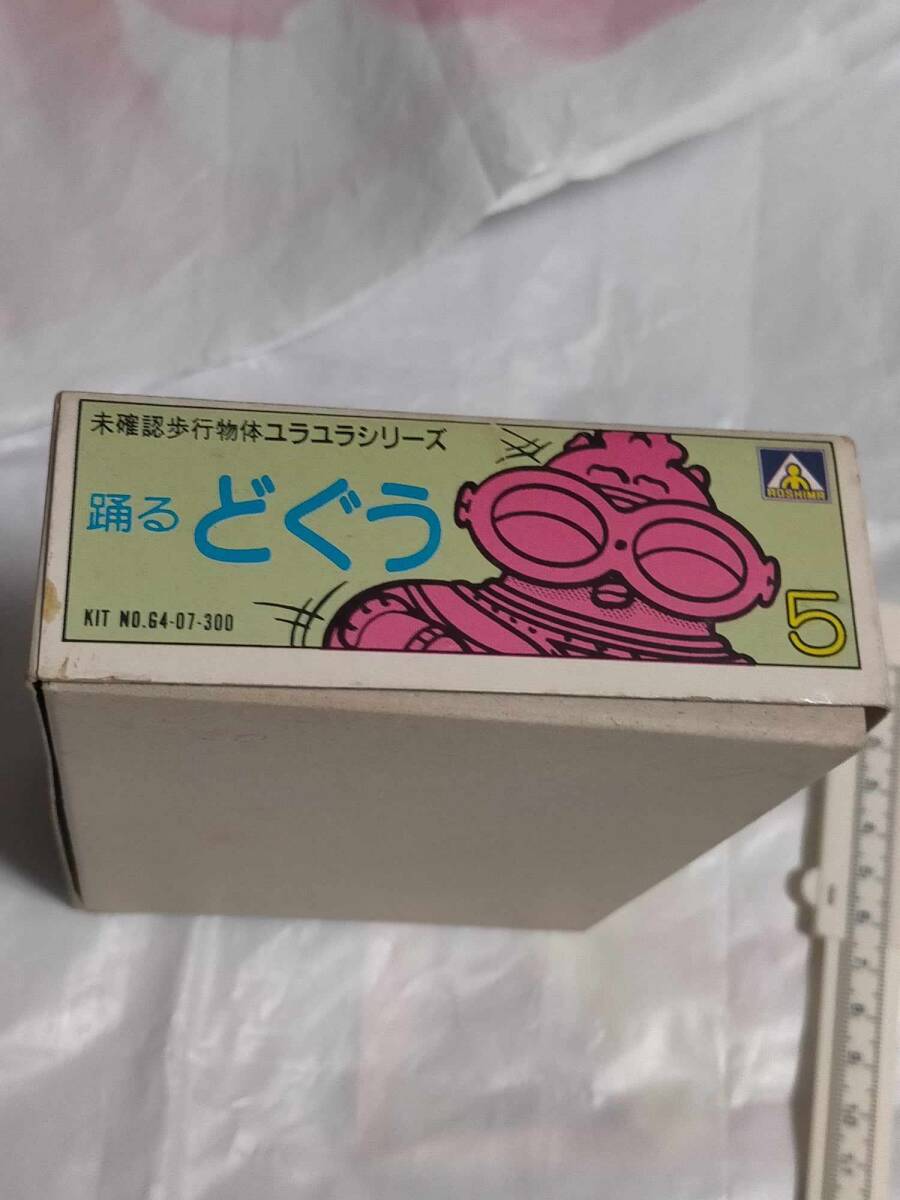 未確認歩行物体ユラユラシリーズ
踊る どぐう
KIT NO.G4-07-300
AOSHIMA
5